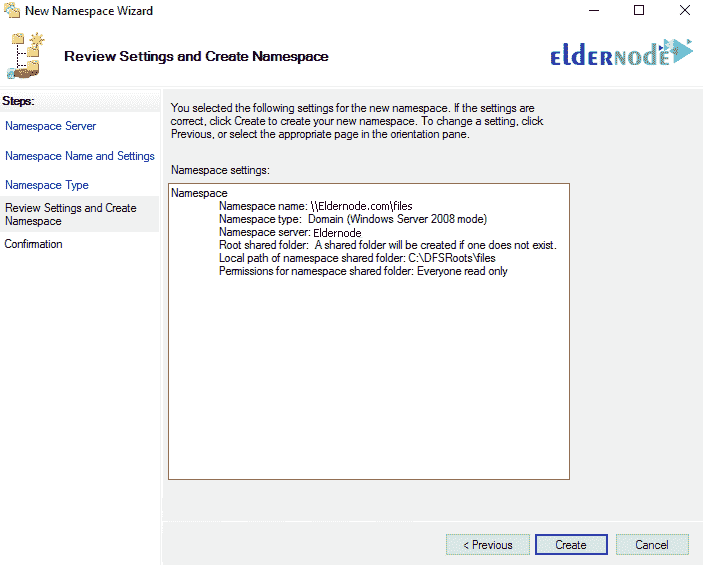 New Namespace Wizard
Review Settings and Create Namespace
ELDERNODE
Steps:
Namespace Server
Namespace Name and Settings
Namespace Type
Review Settings and Create
Namespace
Confirmation
You selected the following settings for the new namespace. If the settings are
correct, click Create to create your new namespace. To change a setting, click
Previous, or select the appropriate page in the orientation pane.
Namespace settings:
Namespace
Namespace name: \\Eldernode.com\files
Namespace type: Domain (Windows Server 2008 mode)
Namespace server: Eldernode
Root shared folder: A shared folder will be created if one does not exist.
Local path of namespace shared folder: C:\DFSRoots\files
Permissions for namespace shared folder: Everyone read only
< Previous
Create
Cancel